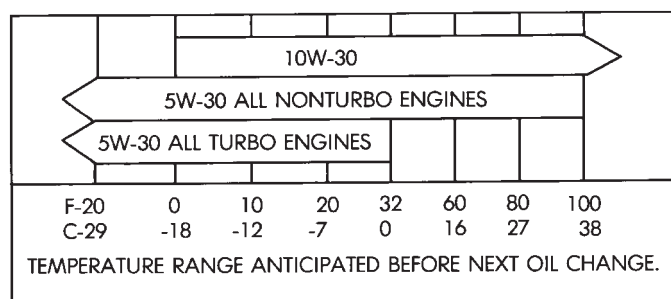 10W-30
5W-30 ALL NONTURBO ENGINES
5W-30 ALL TURBO ENGINES
F-20 0 10 20 32 60 80 100
C-29 -18 -12 -7 0 16 27 38
TEMPERATURE RANGE ANTICIPATED BEFORE NEXT OIL CHANGE.